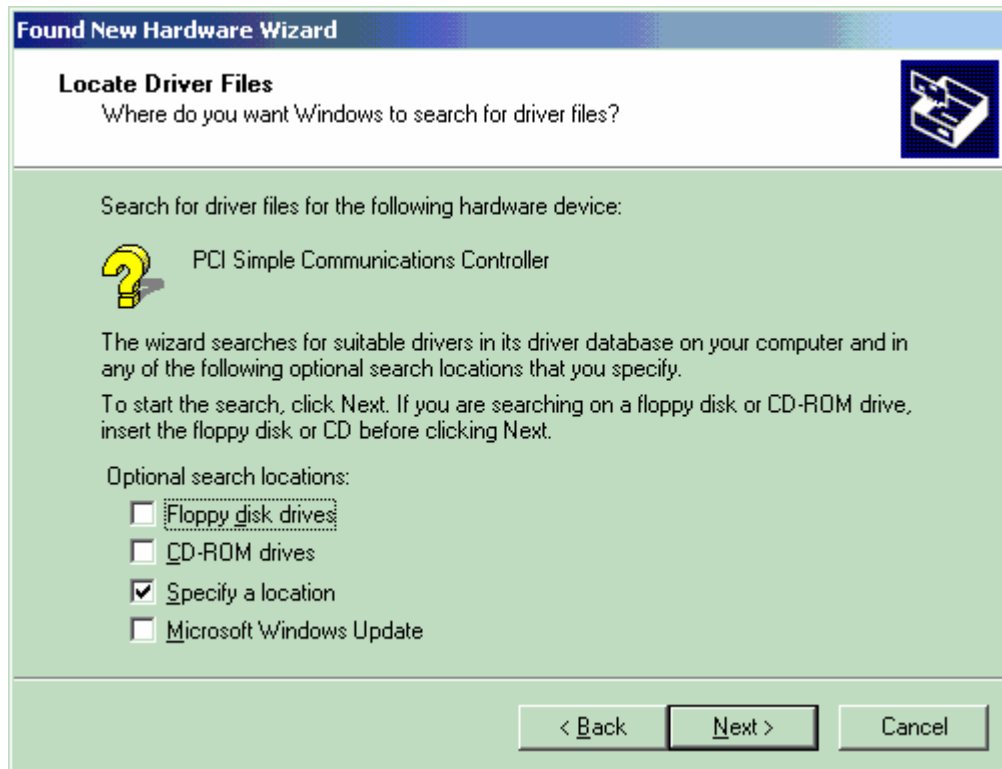 Found New Hardware Wizard
Locate Driver Files
Where do you want Windows to search for driver files?
Search for driver files for the following hardware device:
PCI Simple Communications Controller
The wizard searches for suitable drivers in its driver database on your computer and in
any of the following optional search locations that you specify.
To start the search, click Next. If you are searching on a floppy disk or CD-ROM drive,
insert the floppy disk or CD before clicking Next.
Optional search locations:
Floppy disk drives
CD-ROM drives
Specify a location
Microsoft Windows Update
< Back Next > Cancel